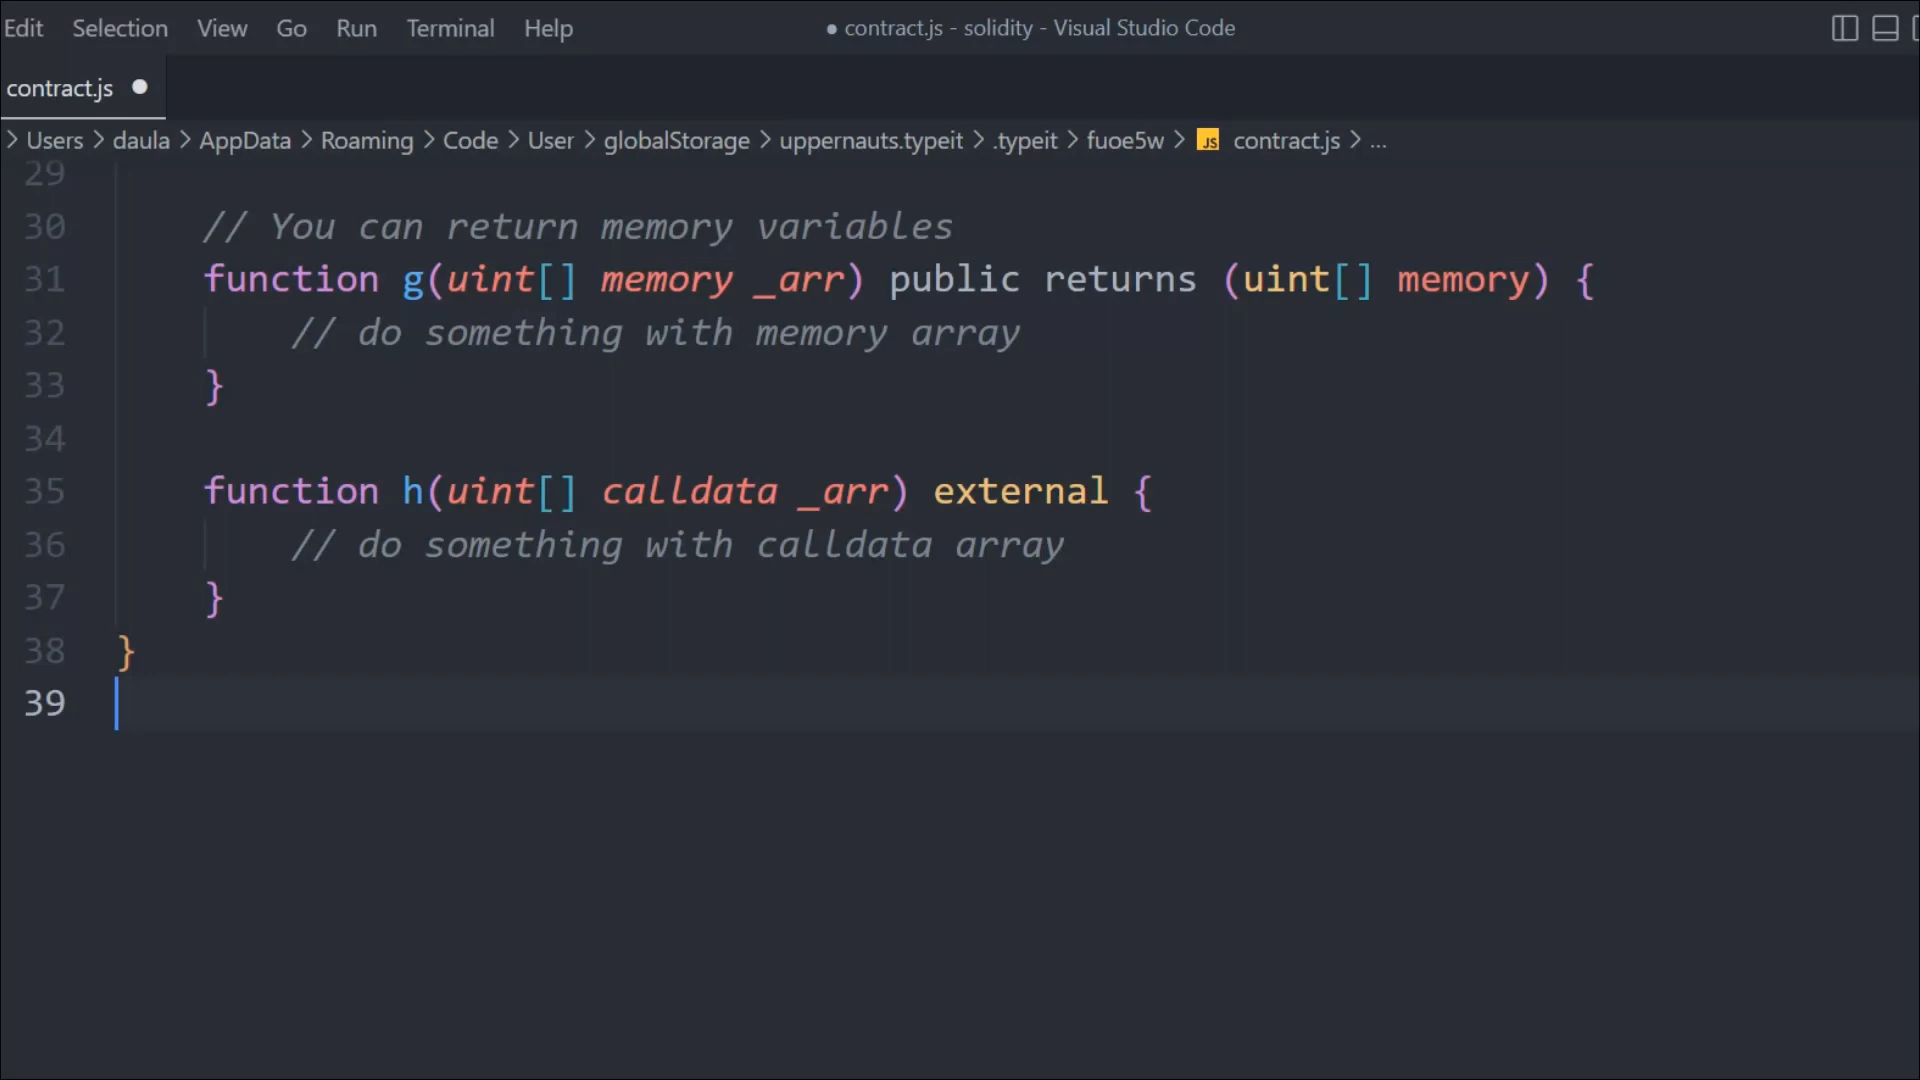 Edit Selection View Go Run Terminal Help ● contract.js - solidity - Visual Studio Code
contract.js ●
> Users > daula > AppData > Roaming > Code > User > globalStorage > uppernauts.typeit > .typeit > fuoe5w > JS contract.js > ...
29
30 // You can return memory variables
31 function g(uint[] memory _arr) public returns (uint[] memory) {
32 // do something with memory array
33 }
34
35 function h(uint[] calldata _arr) external {
36 // do something with calldata array
37 }
38 }
39